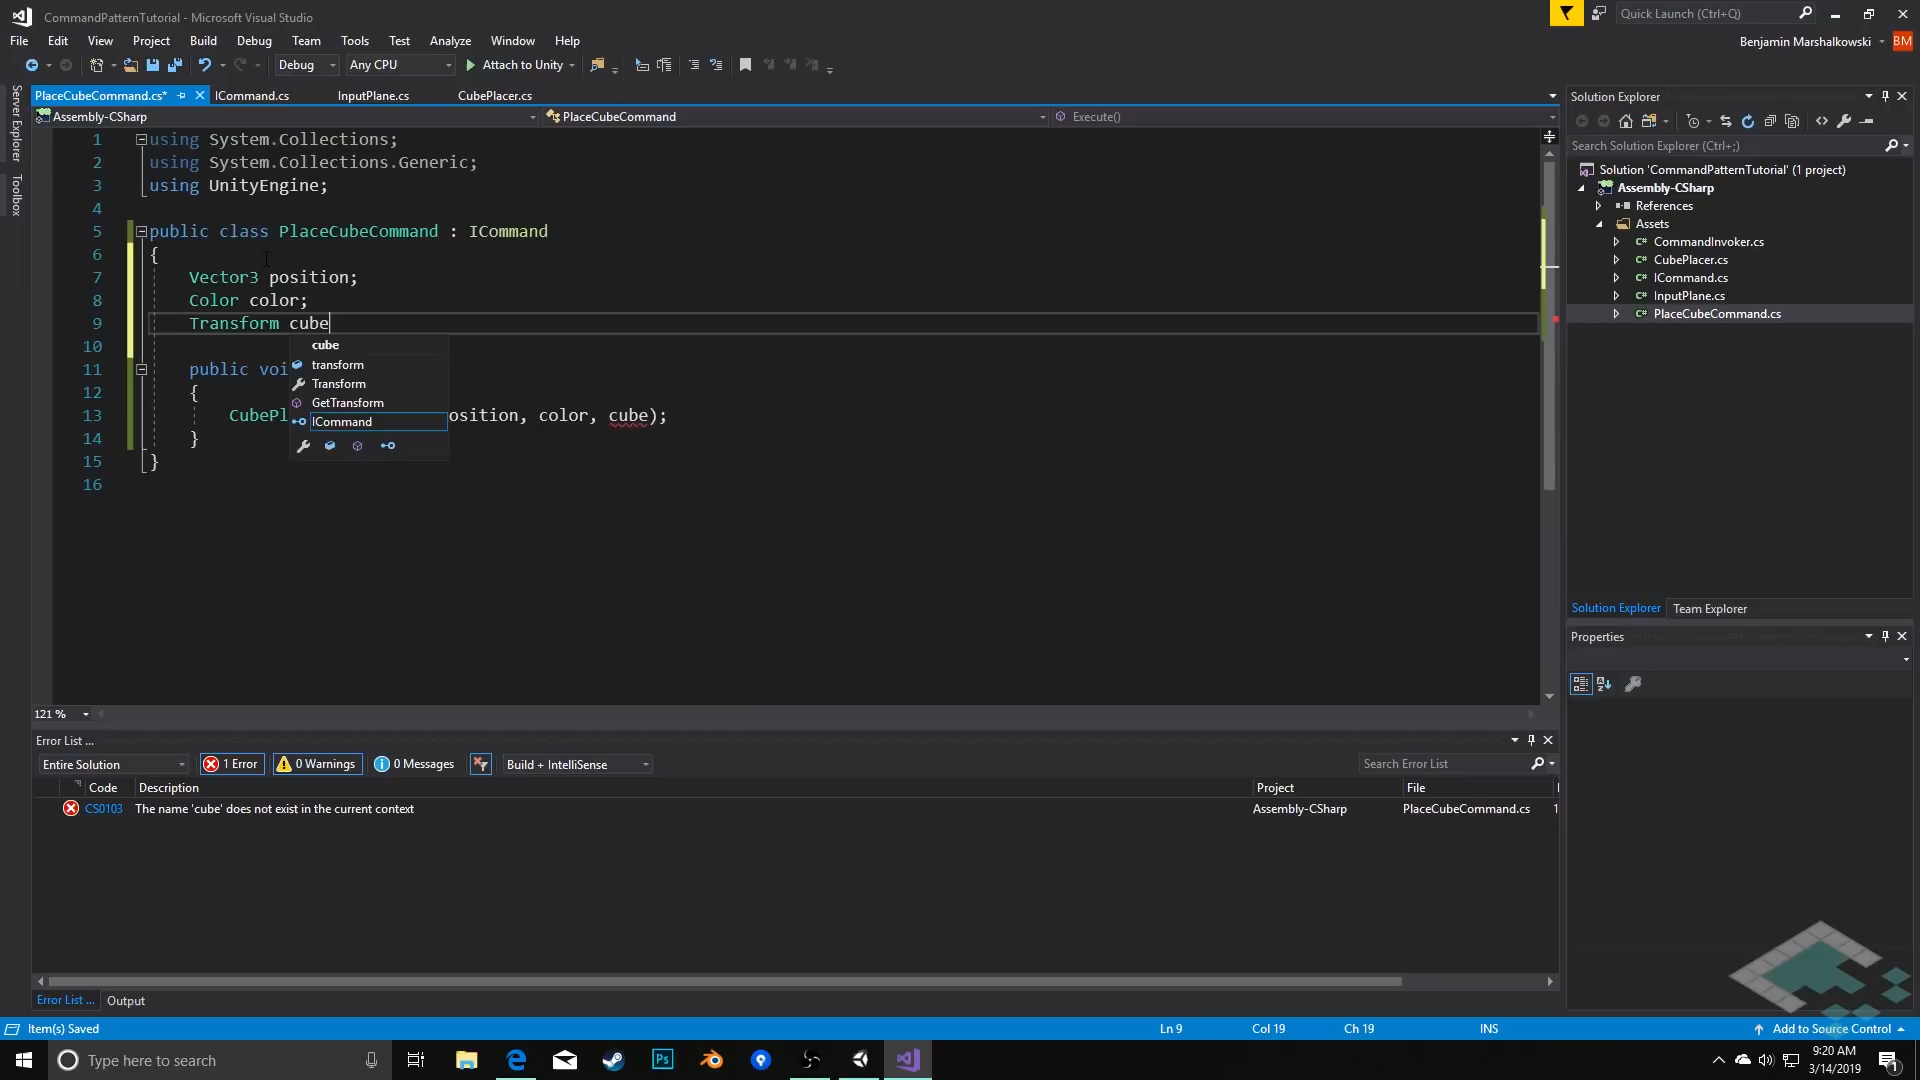 CommandPatternTutorial - Microsoft Visual Studio
Quick Launch (Ctrl+Q)
File Edit View Project Build Debug Team Tools Test Analyze Window Help
Benjamin Marshalkowski BM
Debug Any CPU Attach to Unity
Server Explorer
Toolbox
PlaceCubeCommand.cs* ICommand.cs InputPlane.cs CubePlacer.cs
Assembly-CSharp PlaceCubeCommand Execute()
1 using System.Collections;
2 using System.Collections.Generic;
3 using UnityEngine;
4
5 public class PlaceCubeCommand : ICommand
6 {
7 Vector3 position;
8 Color color;
9 Transform cube
10
11 public voi
12 {
13 CubePl osition, color, cube);
14 }
15 }
16
cube
transform
Transform
GetTransform
ICommand
121 %
Solution Explorer
Search Solution Explorer (Ctrl+;)
Solution 'CommandPatternTutorial' (1 project)
Assembly-CSharp
References
Assets
C# CommandInvoker.cs
C# CubePlacer.cs
C# ICommand.cs
C# InputPlane.cs
C# PlaceCubeCommand.cs
Solution Explorer Team Explorer
Properties
Error List ...
Entire Solution 1 Error 0 Warnings 0 Messages Build + IntelliSense Search Error List
Code Description Project File
CS0103 The name 'cube' does not exist in the current context Assembly-CSharp PlaceCubeCommand.cs 1
Error List ... Output
Item(s) Saved Ln 9 Col 19 Ch 19 INS Add to Source Control
Type here to search
Ps
9:20 AM
3/14/2019
1